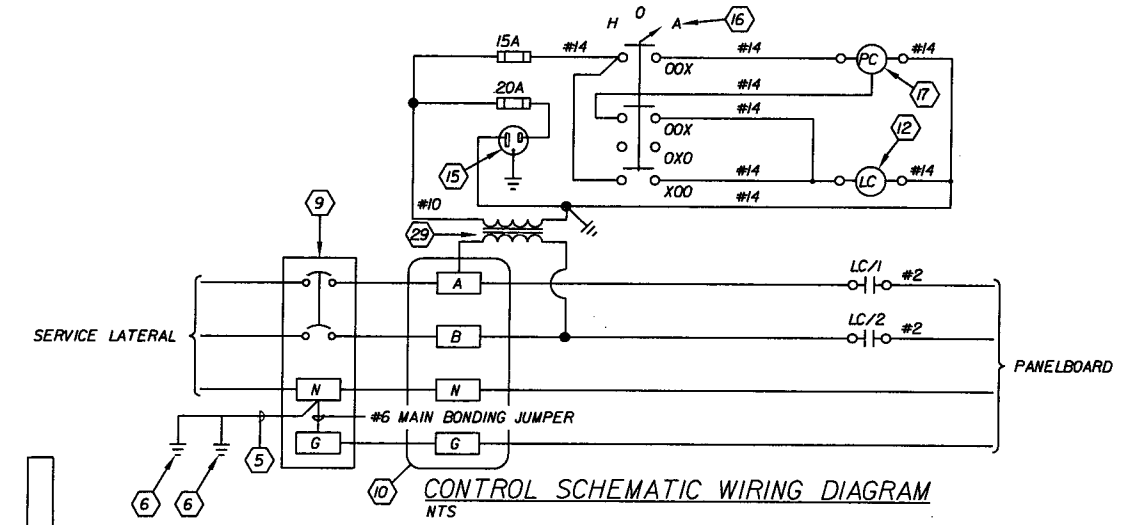 H O A 16
15A #14 #14 PC #14
OOX 17
20A #14
#14 12
OOX
OXO
15 #14 LC #14
XOO
9 #10 #14
29
A LC/1 #2
SERVICE LATERAL B LC/2 #2
PANELBOARD
N N
#6 MAIN BONDING JUMPER
G G
5
6 6 10 CONTROL SCHEMATIC WIRING DIAGRAM
NTS